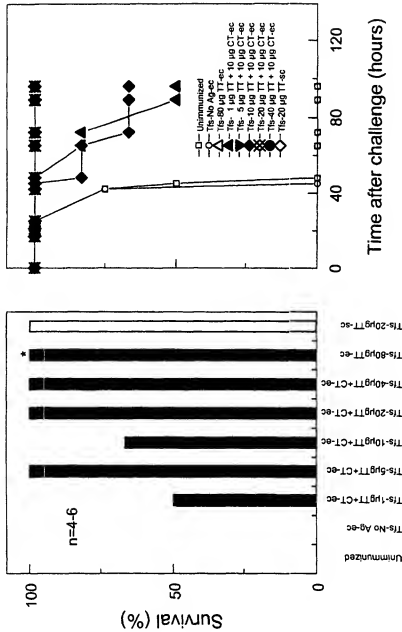 Survival (%)
100
50
0
n=4-6
*
Unimmunized
Tfs-No Ag-ec
Tfs-1µgTT+CT-ec
Tfs-5µgTT+CT-ec
Tfs-10µgTT+CT-ec
Tfs-20µgTT+CT-ec
Tfs-40µgTT+CT-ec
Tfs-80µgTT-ec
Tfs-20µgTT-sc
Unimmunized
Tfs-No Ag-ec
Tfs-80 µg TT-ec
Tfs- 1 µg TT + 10 µg CT-ec
Tfs- 5 µg TT + 10 µg CT-ec
Tfs-10 µg TT + 10 µg CT-ec
Tfs-20 µg TT + 10 µg CT-ec
Tfs-40 µg TT + 10 µg CT-ec
Tfs-20 µg TT-sc
0 40 80 120
Time after challenge (hours)